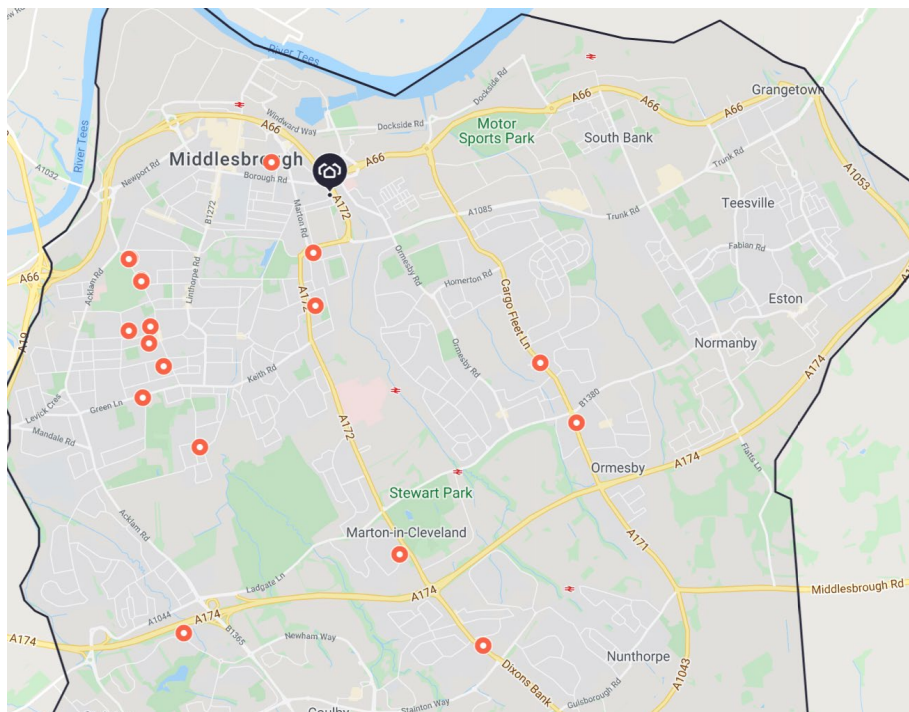 River Tees
Grangetown
A66
A66
Dockside Rd
Windward Way
A66
Dockside Rd
Motor
Sports Park
South Bank
A66
River Tees
A1032
Newport Rd
Middlesbrough
A66
Trunk Rd
A1053
Borough Rd
B1272
A172
Marton Rd
A1085
Trunk Rd
Teesville
Fabian Rd
Ormesby Rd
A66
Acklam Rd
Linthorpe Rd
Homerton Rd
Cargo Fleet Ln
A172
Eston
A19
Ormesby Rd
Normanby
A174
Keith Rd
Levick Cres
Green Ln
B1380
Mandale Rd
A172
Flatts Ln
Ormesby
A174
Stewart Park
Acklam Rd
Marton-in-Cleveland
A171
Ladgate Ln
A174
Middlesbrough Rd
A1044
A174
B1365
Newham Way
A174
Nunthorpe
Dixons Bank
A1043
Guisborough Rd
Stainton Way